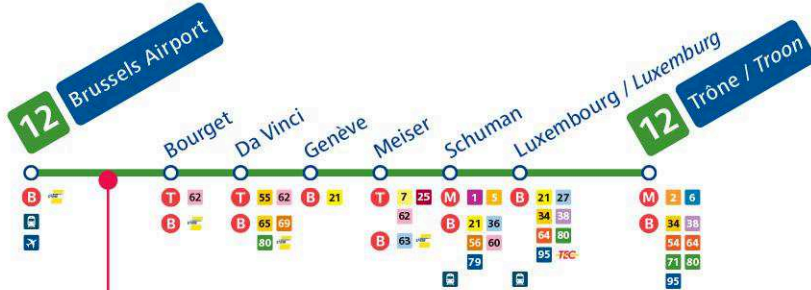 12 Brussels Airport
Bourget
Da Vinci
Genève
Meiser
Schuman
Luxembourg / Luxemburg
12 Trône / Troon
B
T 62
B
T 55 62
B 65 69
80
B 21
T 7 25
62
B 63
M 1 5
B 21 36
56 60
79
B 21 27
34 38
64 80
95 TEC
M 2 6
B 34 38
54 64
71 80
95